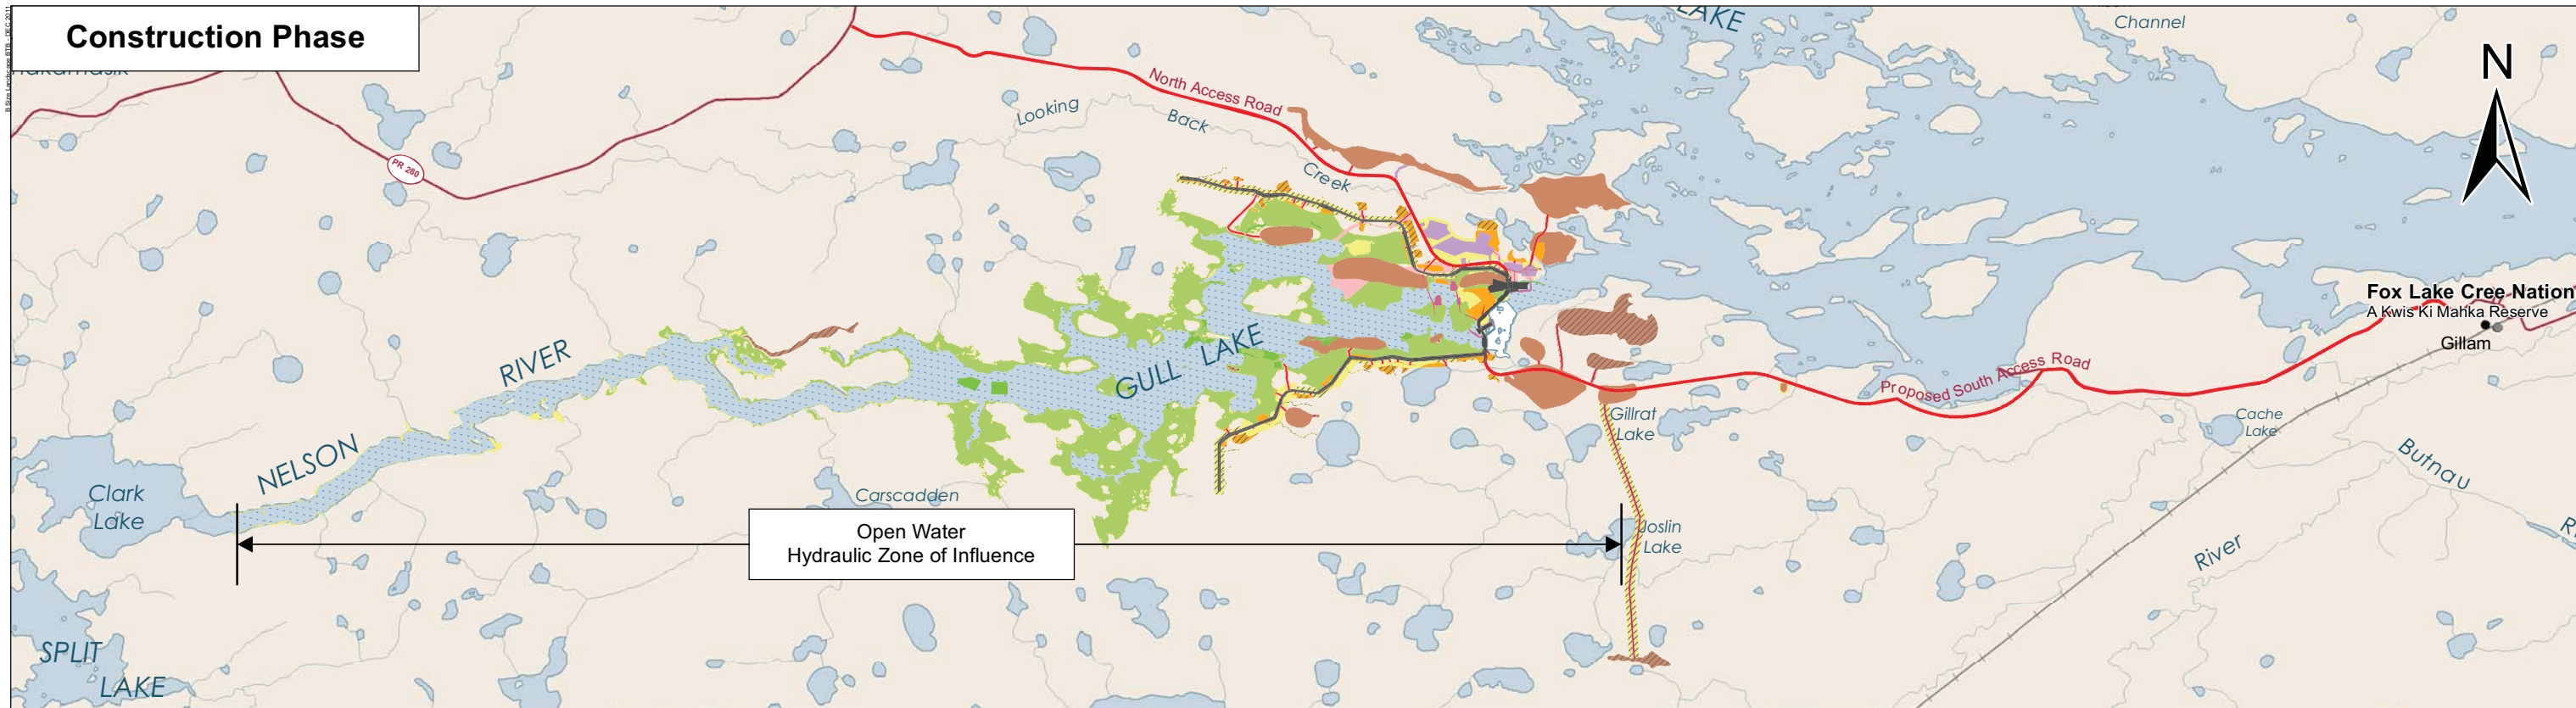 Construction Phase
LAKE
Channel
N
North Access Road
Looking
Back
Creek
PR 280
Fox Lake Cree Nation
A Kwis Ki Mahka Reserve
Gillam
RIVER
GULL LAKE
Proposed South Access Road
Gillrat
Lake
Cache
Lake
Butnau
NELSON
Clark
Lake
Carscadden
Open Water
Hydraulic Zone of Influence
Joslin
Lake
River
SPLIT
LAKE